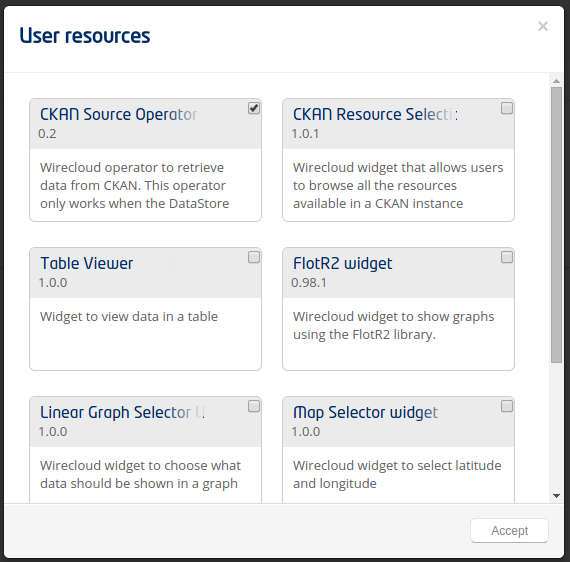 User resources
×
CKAN Source Operator
0.2
Wirecloud operator to retrieve
data from CKAN. This operator
only works when the DataStore
CKAN Resource Selecti
1.0.1
Wirecloud widget that allows users
to browse all the resources
available in a CKAN instance
Table Viewer
1.0.0
Widget to view data in a table
FlotR2 widget
0.98.1
Wirecloud widget to show graphs
using the FlotR2 library.
Linear Graph Selector
1.0.0
Wirecloud widget to choose what
data should be shown in a graph
Map Selector widget
1.0.0
Wirecloud widget to select latitude
and longitude
Accept